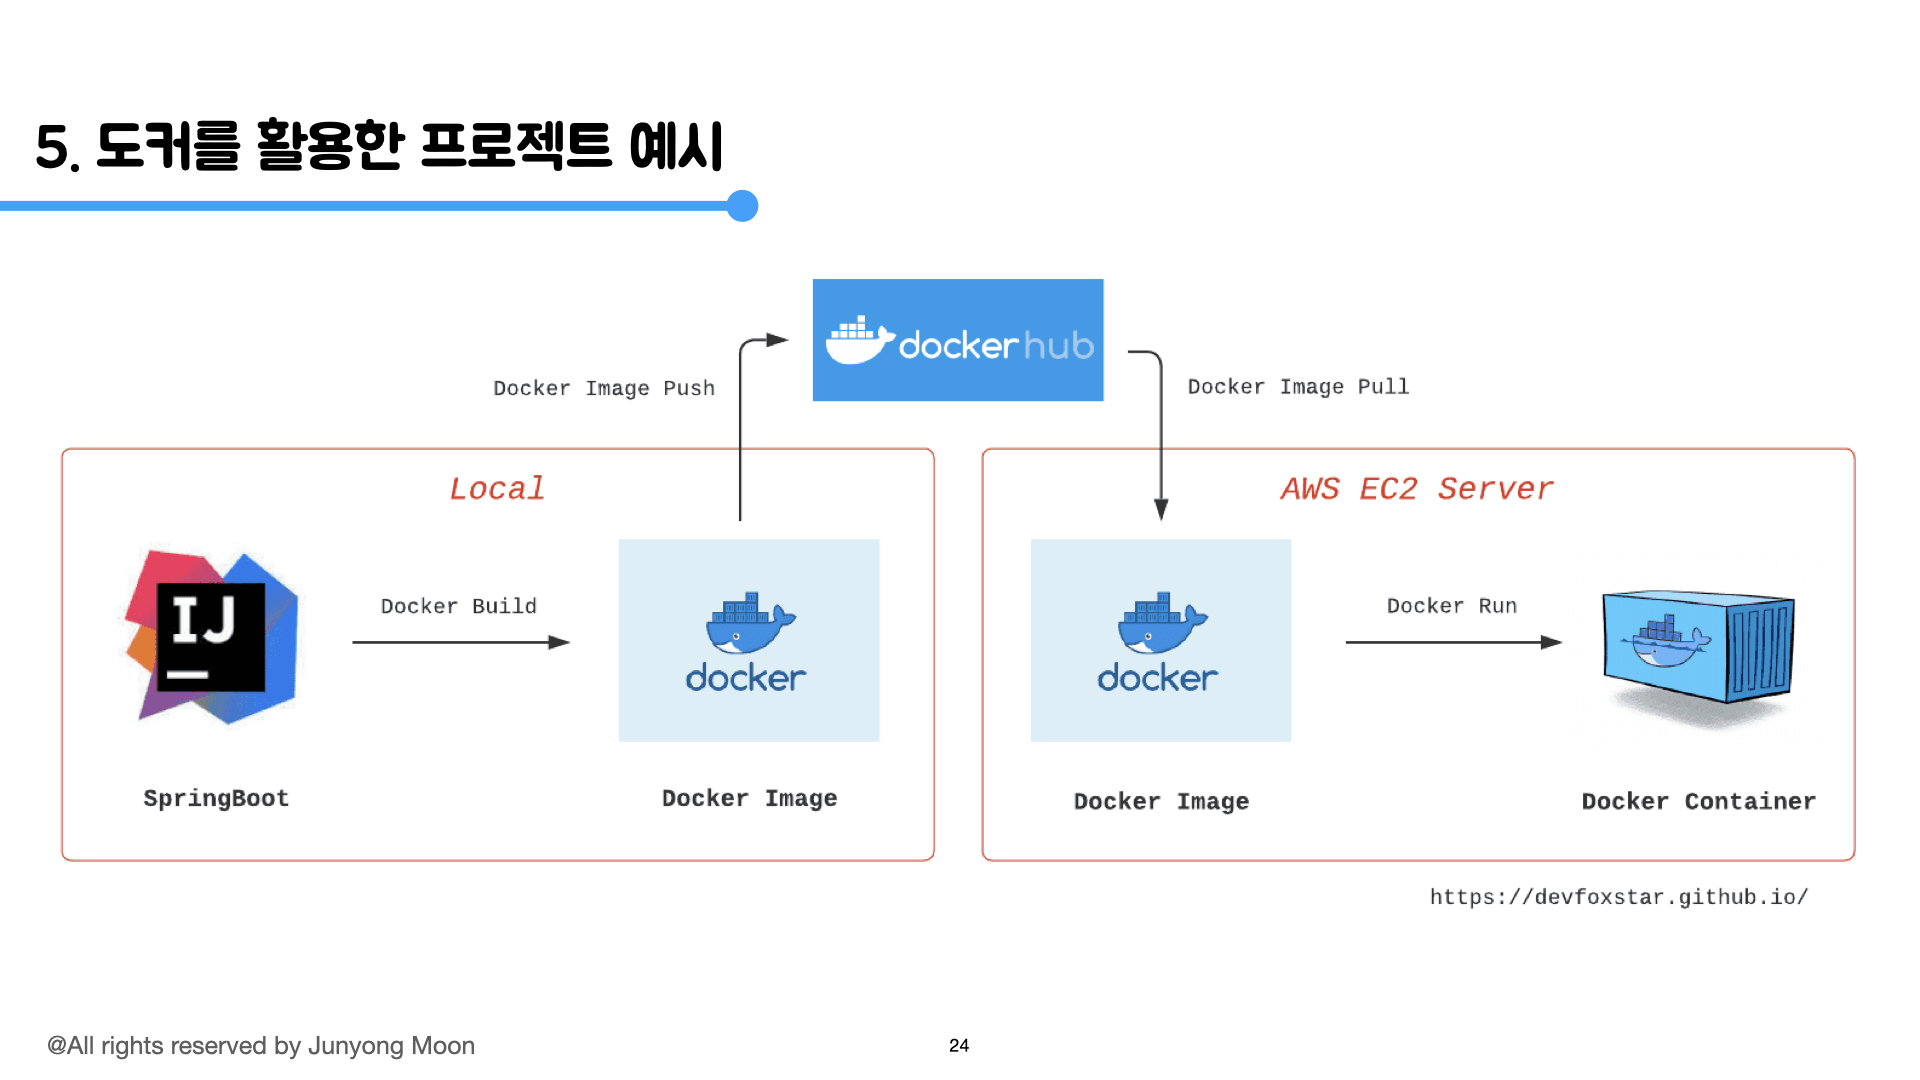 5. 도커를 활용한 프로젝트 예시
dockerhub
Docker Image Push
Docker Image Pull
Local
AWS EC2 Server
IJ
Docker Build
docker
docker
Docker Run
SpringBoot
Docker Image
Docker Image
Docker Container
https://devfoxstar.github.io/
@All rights reserved by Junyong Moon
24